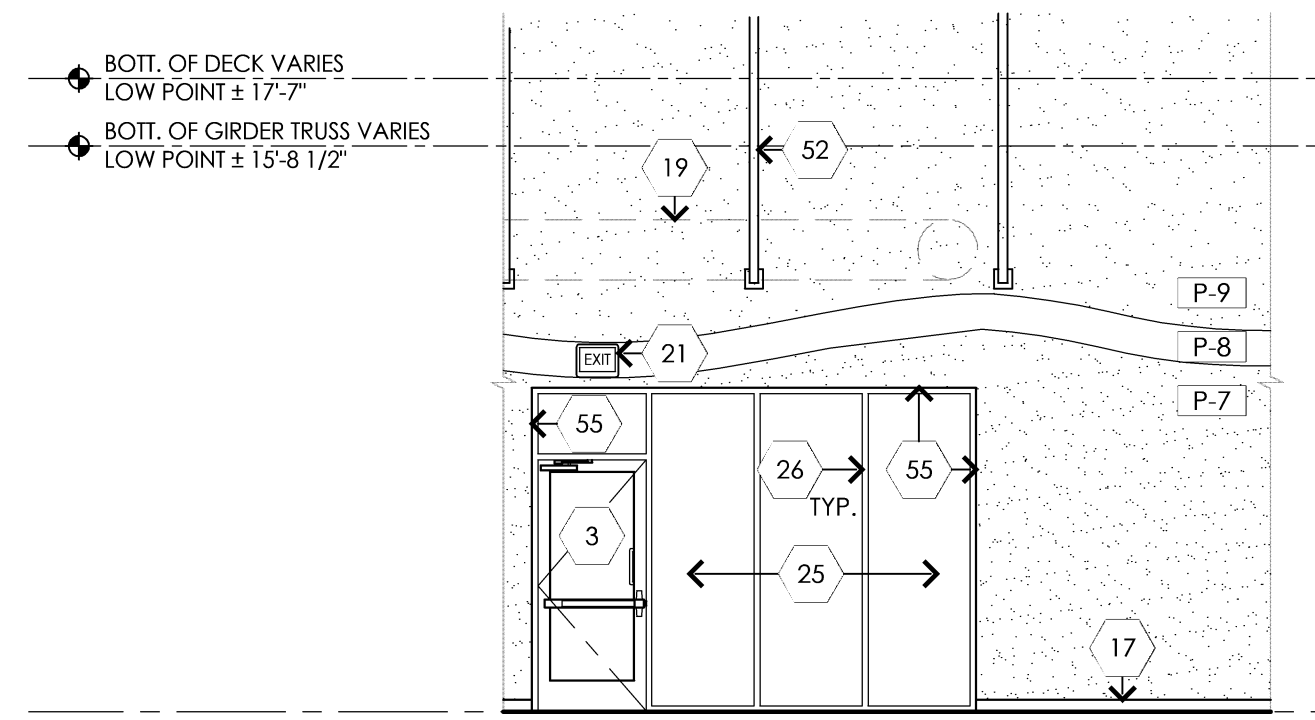 BOTT. OF DECK VARIES
LOW POINT ± 17'-7"
BOTT. OF GIRDER TRUSS VARIES
LOW POINT ± 15'-8 1/2"
52
19
P-9
EXIT
21
P-8
P-7
55
26
55
TYP.
3
25
17